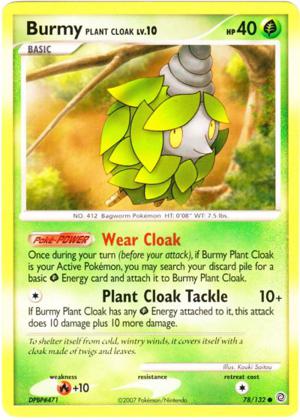 Burmy PLANT CLOAK LV.10 HP 40
BASIC
NO. 412 Bagworm Pokémon HT: 0'08" WT: 7.5 lbs.
Poké-POWER Wear Cloak
Once during your turn (before your attack), if Burmy Plant Cloak
is your Active Pokémon, you may search your discard pile for a
basic Energy card and attach it to Burmy Plant Cloak.
Plant Cloak Tackle 10+
If Burmy Plant Cloak has any Energy attached to it, this attack
does 10 damage plus 10 more damage.
To shelter itself from cold, wintry winds, it covers itself with a
cloak made of twigs and leaves.
Illus. Kouki Saitou
weakness resistance retreat cost
+10
DPBP#471 ©2007 Pokémon/Nintendo 78/132